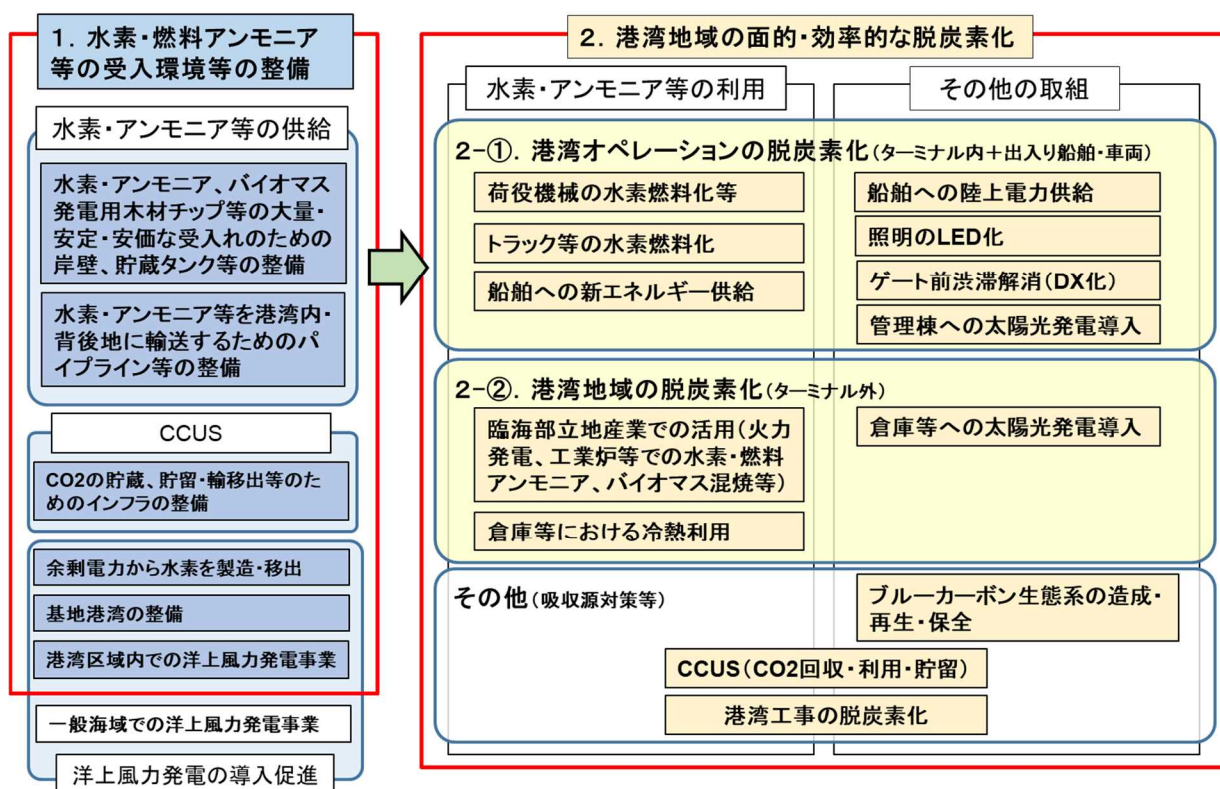 1．水素・燃料アンモニア
等の受入環境等の整備
水素・アンモニア等の供給
水素・アンモニア、バイオマス
発電用木材チップ等の大量・
安定・安価な受入れのための
岸壁、貯蔵タンク等の整備
水素・アンモニア等を港湾内・
背後地に輸送するためのパ
イプライン等の整備
CCUS
CO2の貯蔵、貯留・輸移出等のた
めのインフラの整備
余剰電力から水素を製造・移出
基地港湾の整備
港湾区域内での洋上風力発電事業
一般海域での洋上風力発電事業
洋上風力発電の導入促進
2．港湾地域の面的・効率的な脱炭素化
水素・アンモニア等の利用
その他の取組
2-①．港湾オペレーションの脱炭素化（ターミナル内＋出入り船舶・車両）
荷役機械の水素燃料化等
トラック等の水素燃料化
船舶への新エネルギー供給
船舶への陸上電力供給
照明のLED化
ゲート前渋滞解消（DX化）
管理棟への太陽光発電導入
2-②．港湾地域の脱炭素化（ターミナル外）
臨海部立地産業での活用（火力
発電、工業炉等での水素・燃料
アンモニア、バイオマス混焼等）
倉庫等における冷熱利用
倉庫等への太陽光発電導入
その他（吸収源対策等）
ブルーカーボン生態系の造成・
再生・保全
CCUS（CO2回収・利用・貯留）
港湾工事の脱炭素化